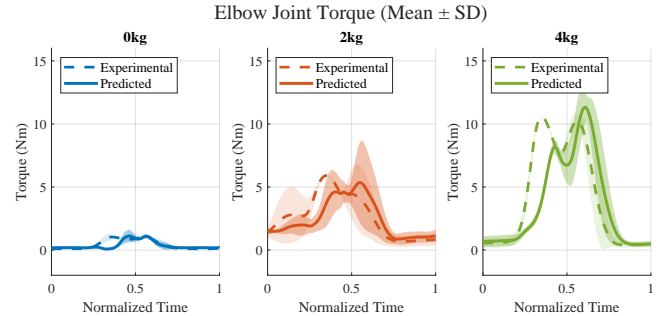 Elbow Joint Torque (Mean ± SD)
0kg
2kg
4kg
Experimental
Predicted
Experimental
Predicted
Experimental
Predicted
Torque (Nm)
15
10
5
0
Torque (Nm)
15
10
5
0
Torque (Nm)
15
10
5
0
0 0.5 1
0 0.5 1
0 0.5 1
Normalized Time
Normalized Time
Normalized Time